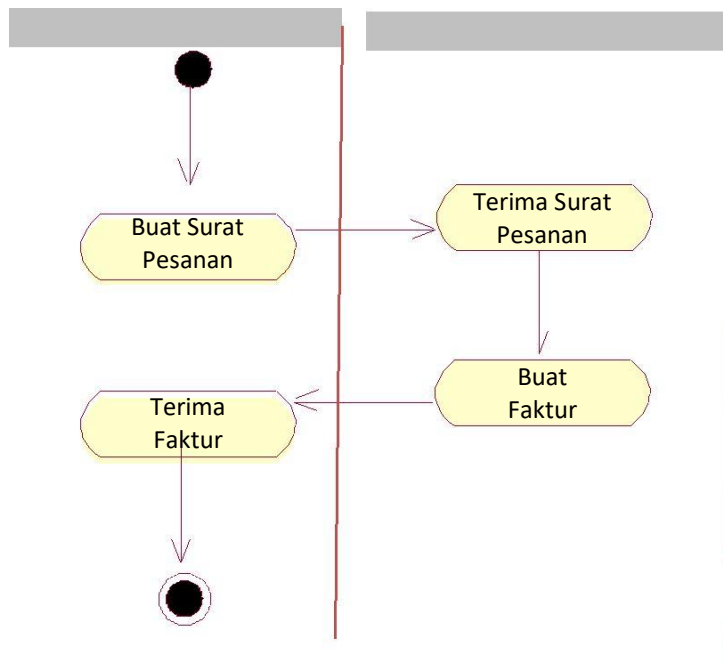 Buat Surat
Pesanan
Terima Surat
Pesanan
Buat
Faktur
Terima
Faktur